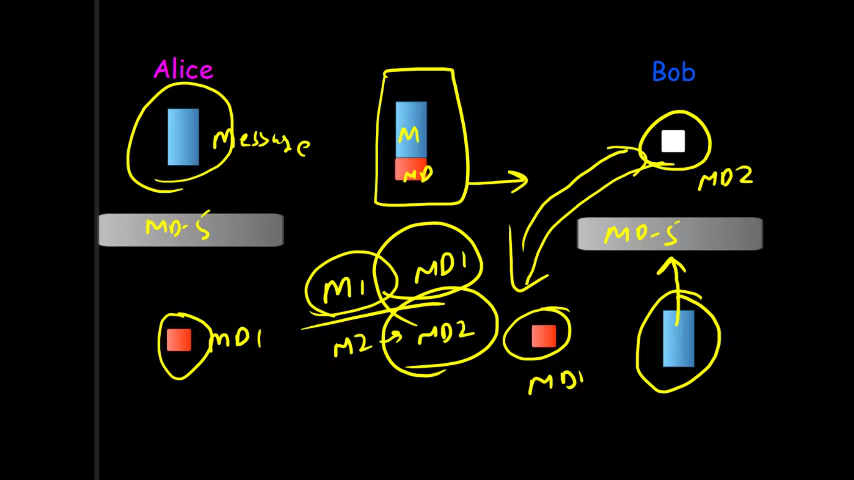 Alice
Bob
Message
M
MD
MD2
MD-5
MD-5
M1
MD1
M2 → MD2
MD1
MD1